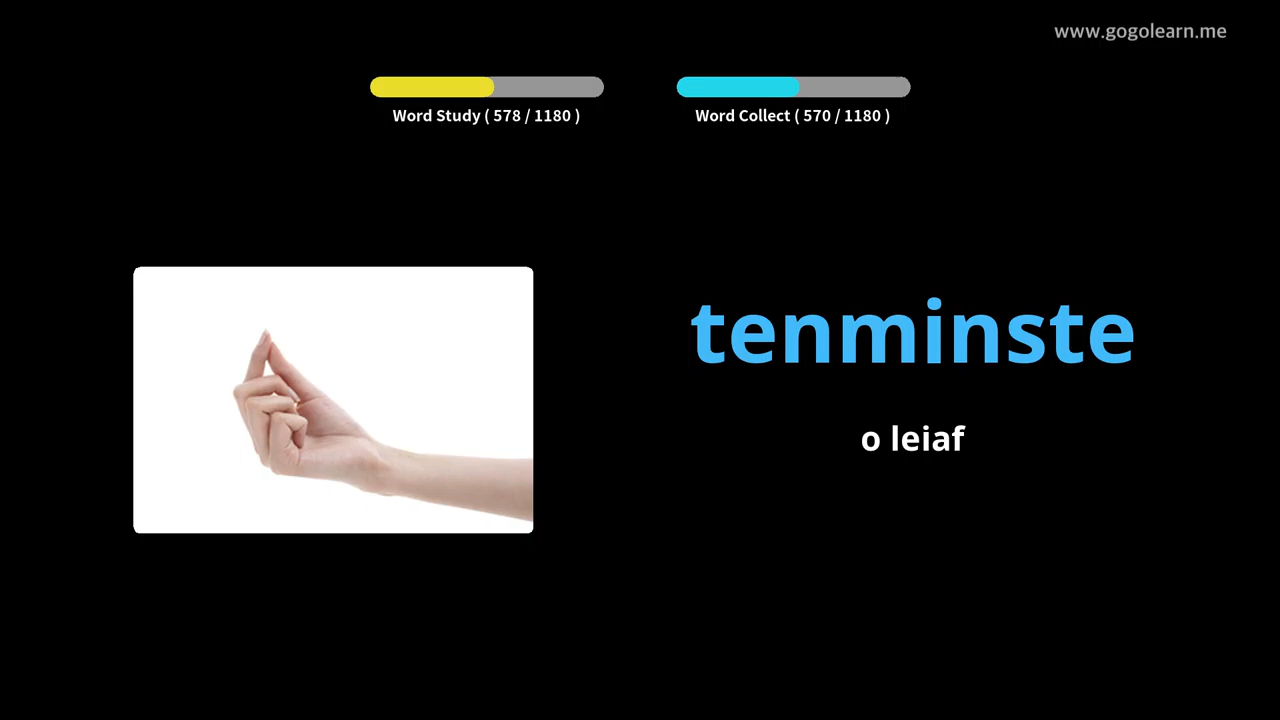 www.gogolearn.me
Word Study ( 578 / 1180 )
Word Collect ( 570 / 1180 )
tenminste
o leiaf